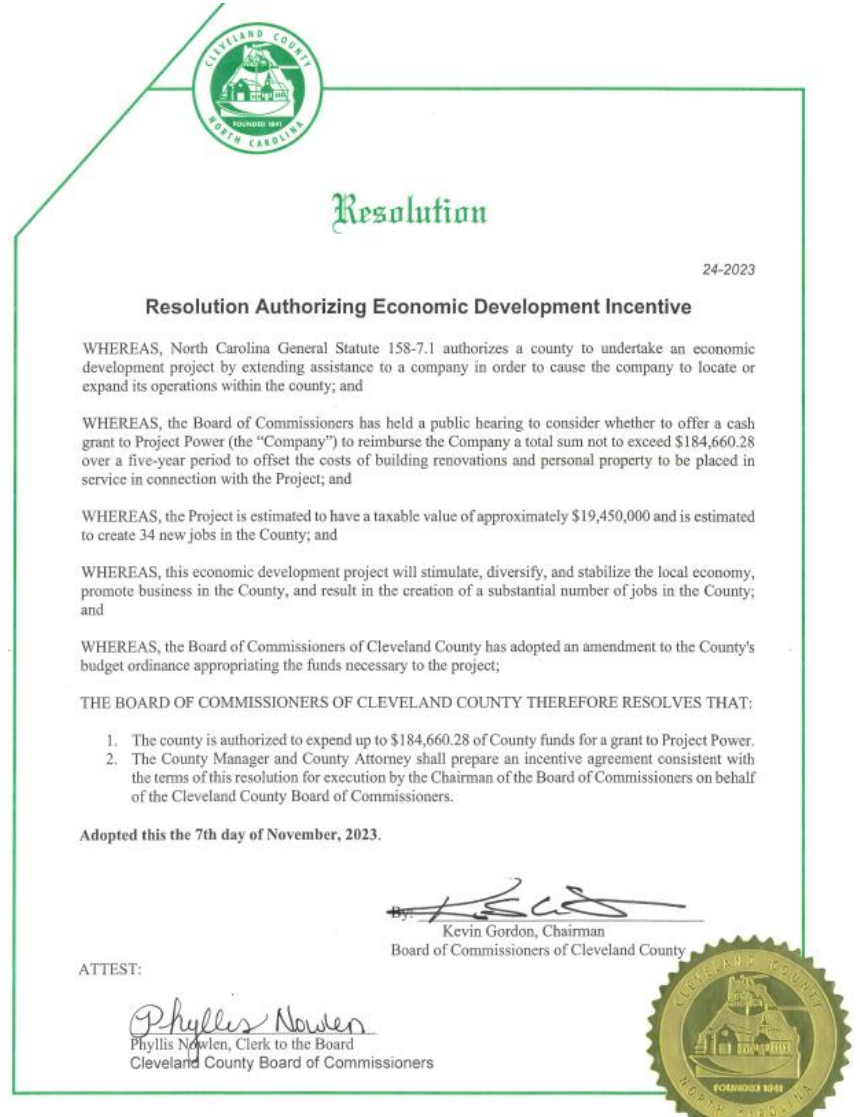 CLEVELAND COUNTY
FOUNDED 1841
NORTH CAROLINA
Resolution
24-2023
Resolution Authorizing Economic Development Incentive
WHEREAS, North Carolina General Statute 158-7.1 authorizes a county to undertake an economic
development project by extending assistance to a company in order to cause the company to locate or
expand its operations within the county; and
WHEREAS, the Board of Commissioners has held a public hearing to consider whether to offer a cash
grant to Project Power (the “Company”) to reimburse the Company a total sum not to exceed $184,660.28
over a five-year period to offset the costs of building renovations and personal property to be placed in
service in connection with the Project; and
WHEREAS, the Project is estimated to have a taxable value of approximately $19,450,000 and is estimated
to create 34 new jobs in the County; and
WHEREAS, this economic development project will stimulate, diversify, and stabilize the local economy,
promote business in the County, and result in the creation of a substantial number of jobs in the County;
and
WHEREAS, the Board of Commissioners of Cleveland County has adopted an amendment to the County's
budget ordinance appropriating the funds necessary to the project;
THE BOARD OF COMMISSIONERS OF CLEVELAND COUNTY THEREFORE RESOLVES THAT:
1. The county is authorized to expend up to $184,660.28 of County funds for a grant to Project Power.
2. The County Manager and County Attorney shall prepare an incentive agreement consistent with
the terms of this resolution for execution by the Chairman of the Board of Commissioners on behalf
of the Cleveland County Board of Commissioners.
Adopted this the 7th day of November, 2023.
By:
Kevin Gordon, Chairman
Board of Commissioners of Cleveland County
ATTEST:
Phyllis Nowlen
Phyllis Nowlen, Clerk to the Board
Cleveland County Board of Commissioners
CLEVELAND COUNTY
FOUNDED 1841
NORTH CAROLINA